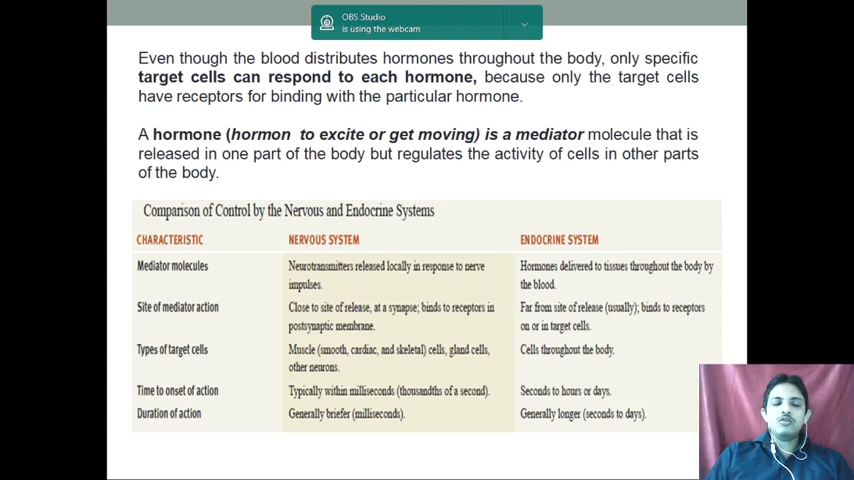 OBS Studio
is using the webcam
Even though the blood distributes hormones throughout the body, only specific
target cells can respond to each hormone, because only the target cells
have receptors for binding with the particular hormone.
A hormone (hormon to excite or get moving) is a mediator molecule that is
released in one part of the body but regulates the activity of cells in other parts
of the body.
Comparison of Control by the Nervous and Endocrine Systems
CHARACTERISTIC NERVOUS SYSTEM ENDOCRINE SYSTEM
Mediator molecules Neurotransmitters released locally in response to nerve Hormones delivered to tissues throughout the body by
impulses. the blood.
Site of mediator action Close to site of release, at a synapse; binds to receptors in Far from site of release (usually); binds to receptors
postsynaptic membrane. on or in target cells.
Types of target cells Muscle (smooth, cardiac, and skeletal) cells, gland cells, Cells throughout the body.
other neurons.
Time to onset of action Typically within milliseconds (thousandths of a second). Seconds to hours or days.
Duration of action Generally briefer (milliseconds). Generally longer (seconds to days).